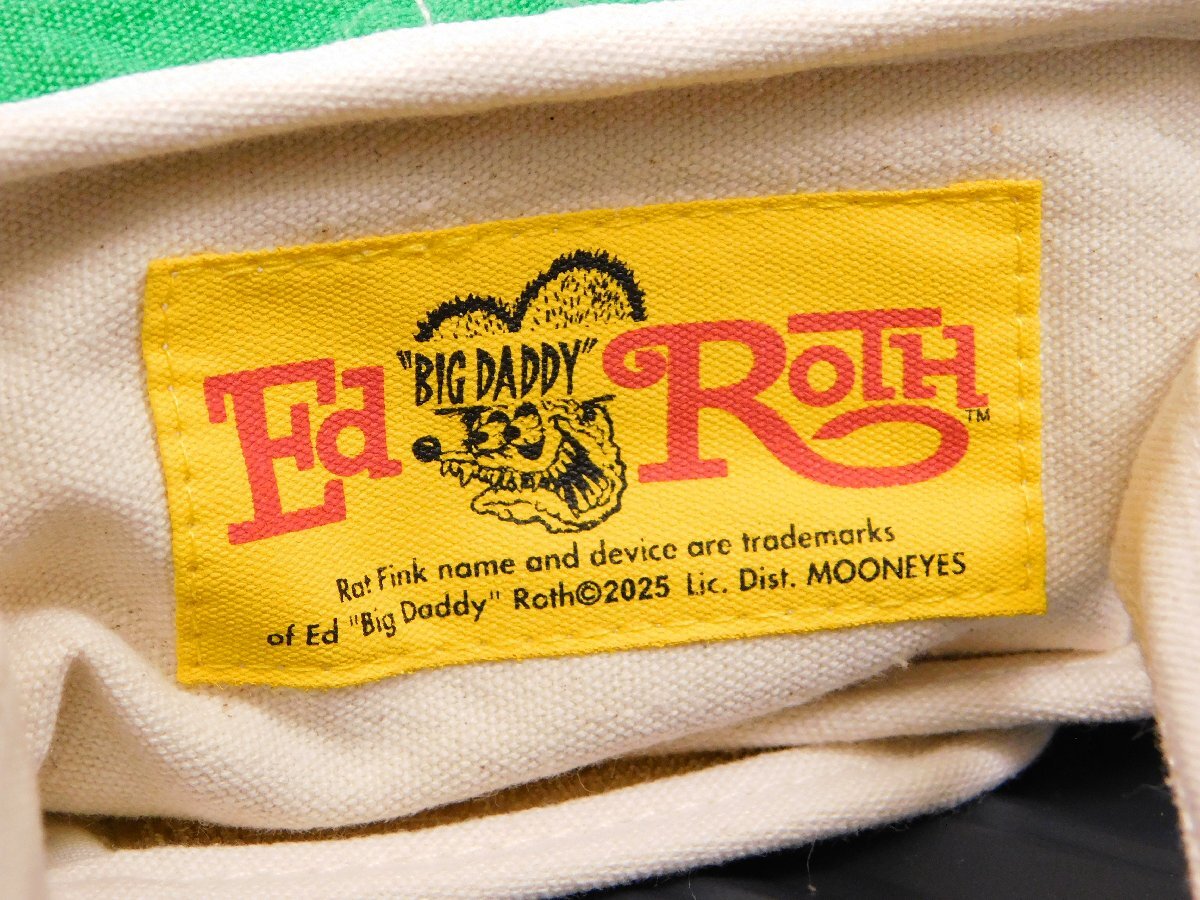 Ed "BIG DADDY" ROTH™
Rat Fink name and device are trademarks
of Ed "Big Daddy" Roth©2025 Lic. Dist. MOONEYES